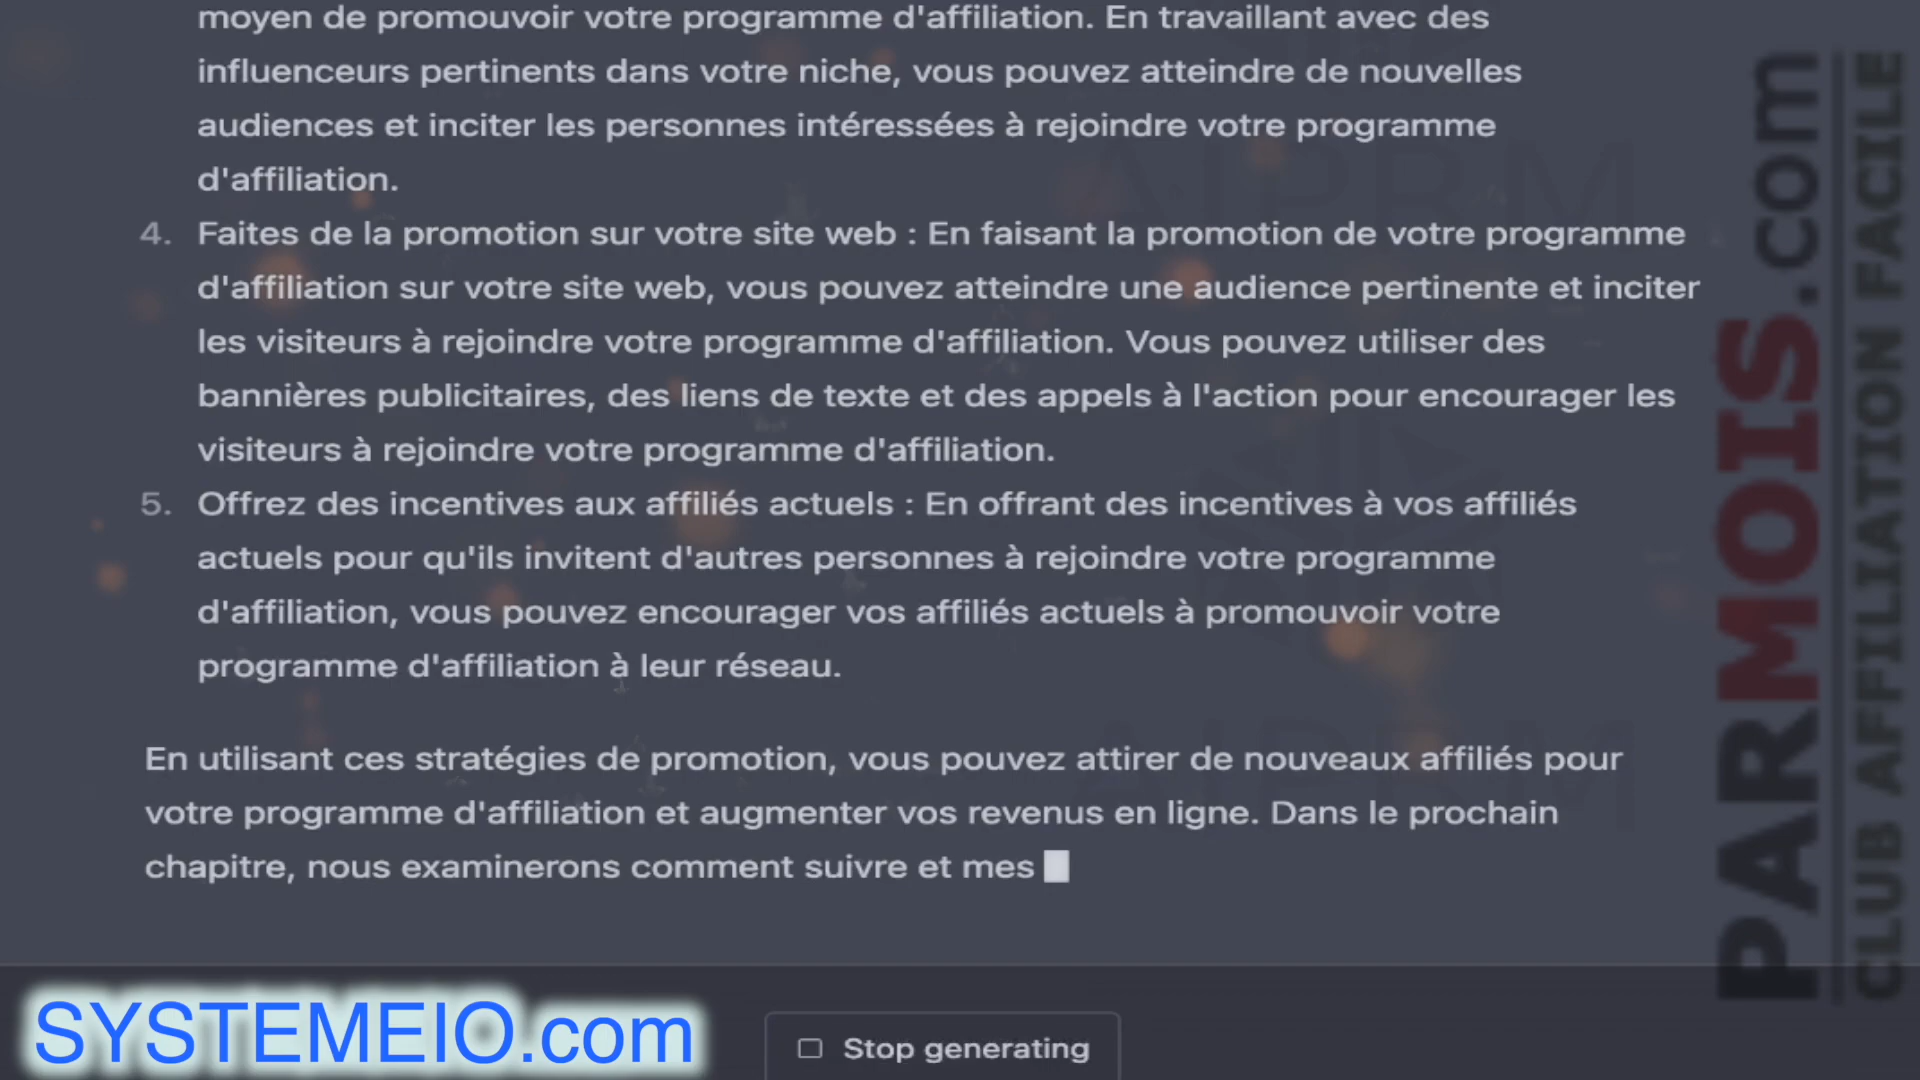 moyen de promouvoir votre programme d'affiliation. En travaillant avec des
influenceurs pertinents dans votre niche, vous pouvez atteindre de nouvelles
audiences et inciter les personnes intéressées à rejoindre votre programme
d'affiliation.
4. Faites de la promotion sur votre site web : En faisant la promotion de votre programme
d'affiliation sur votre site web, vous pouvez atteindre une audience pertinente et inciter
les visiteurs à rejoindre votre programme d'affiliation. Vous pouvez utiliser des
bannières publicitaires, des liens de texte et des appels à l'action pour encourager les
visiteurs à rejoindre votre programme d'affiliation.
5. Offrez des incentives aux affiliés actuels : En offrant des incentives à vos affiliés
actuels pour qu'ils invitent d'autres personnes à rejoindre votre programme
d'affiliation, vous pouvez encourager vos affiliés actuels à promouvoir votre
programme d'affiliation à leur réseau.
En utilisant ces stratégies de promotion, vous pouvez attirer de nouveaux affiliés pour
votre programme d'affiliation et augmenter vos revenus en ligne. Dans le prochain
chapitre, nous examinerons comment suivre et mes
Stop generating
SYSTEMEIO.com
PARMOIS.com
CLUB AFFILIATION FACILE
AIPRM
AIPRM